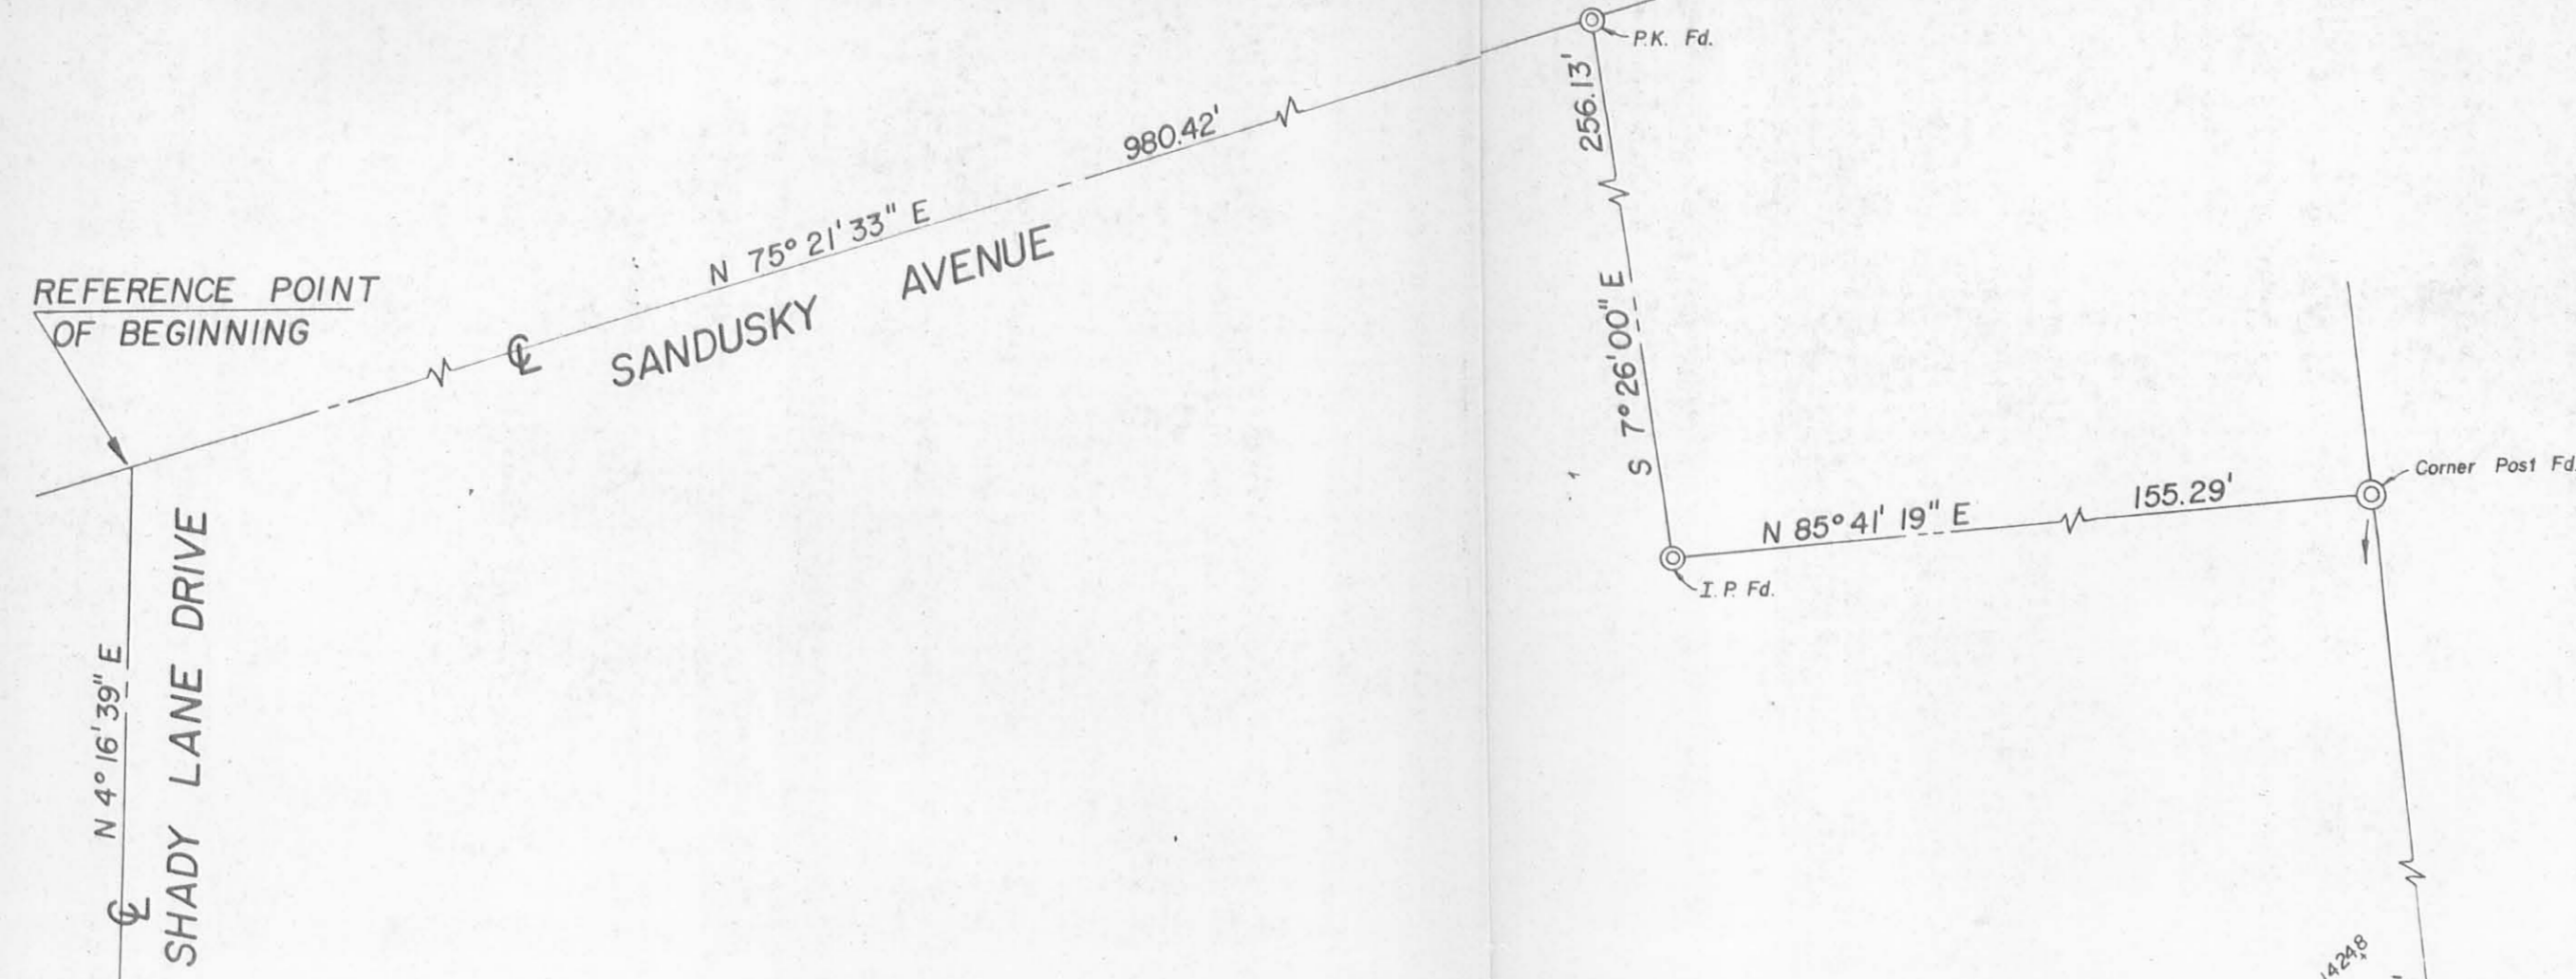 P.K. Fd.
256.13'
980.42'
N 75° 21' 33" E
SANDUSKY AVENUE
℄
REFERENCE POINT
OF BEGINNING
S 7° 26' 00" E
Corner Post Fd.
155.29'
N 85° 41' 19" E
I. P. Fd.
N 4° 16' 39" E
SHADY LANE DRIVE
℄